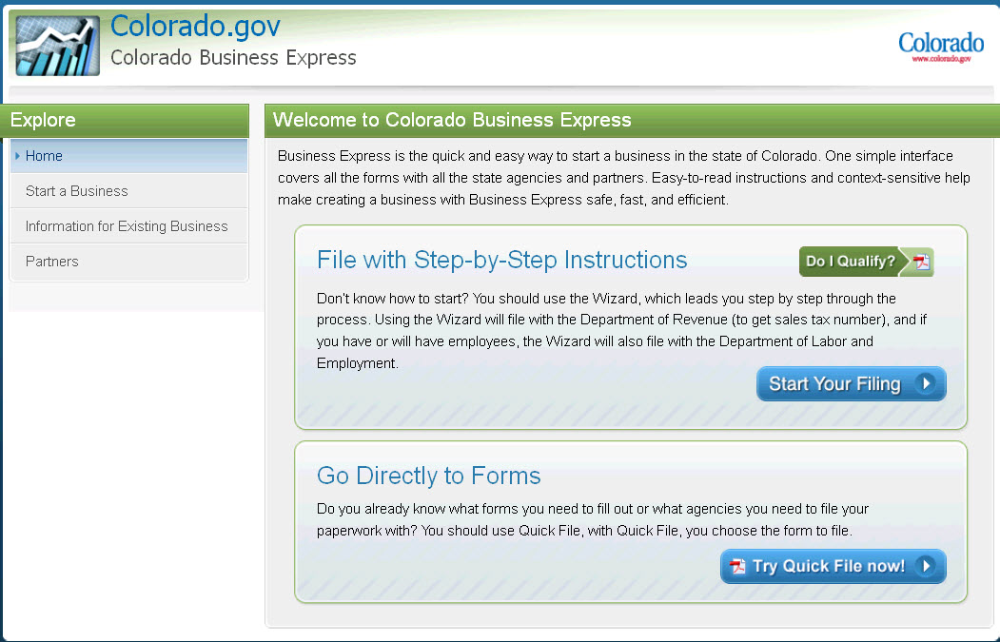 Colorado.gov
Colorado Business Express
Colorado
www.colorado.gov
Explore
Home
Start a Business
Information for Existing Business
Partners
Welcome to Colorado Business Express
Business Express is the quick and easy way to start a business in the state of Colorado. One simple interface
covers all the forms with all the state agencies and partners. Easy-to-read instructions and context-sensitive help
make creating a business with Business Express safe, fast, and efficient.
File with Step-by-Step Instructions
Do I Qualify?
Don't know how to start? You should use the Wizard, which leads you step by step through the
process. Using the Wizard will file with the Department of Revenue (to get sales tax number), and if
you have or will have employees, the Wizard will also file with the Department of Labor and
Employment.
Start Your Filing
Go Directly to Forms
Do you already know what forms you need to fill out or what agencies you need to file your
paperwork with? You should use Quick File, with Quick File, you choose the form to file.
Try Quick File now!